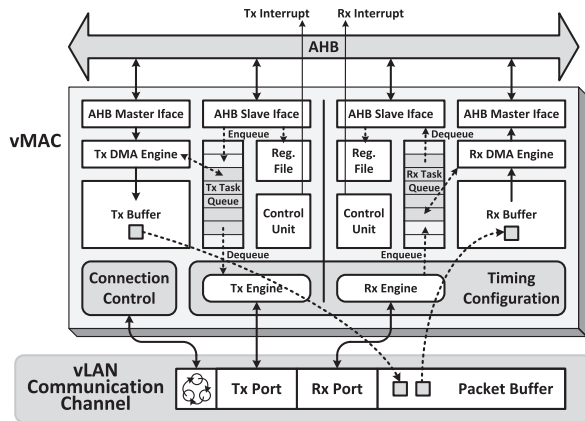 Tx Interrupt
Rx Interrupt
AHB
vMAC
AHB Master Iface
AHB Slave Iface
AHB Slave Iface
AHB Master Iface
Enqueue
Dequeue
Tx DMA Engine
Reg.
File
Reg.
File
Rx DMA Engine
Tx Task
Queue
Rx Task
Queue
Tx Buffer
Control
Unit
Control
Unit
Rx Buffer
Dequeue
Enqueue
Connection
Control
Tx Engine
Rx Engine
Timing
Configuration
vLAN
Communication
Channel
Tx Port
Rx Port
Packet Buffer